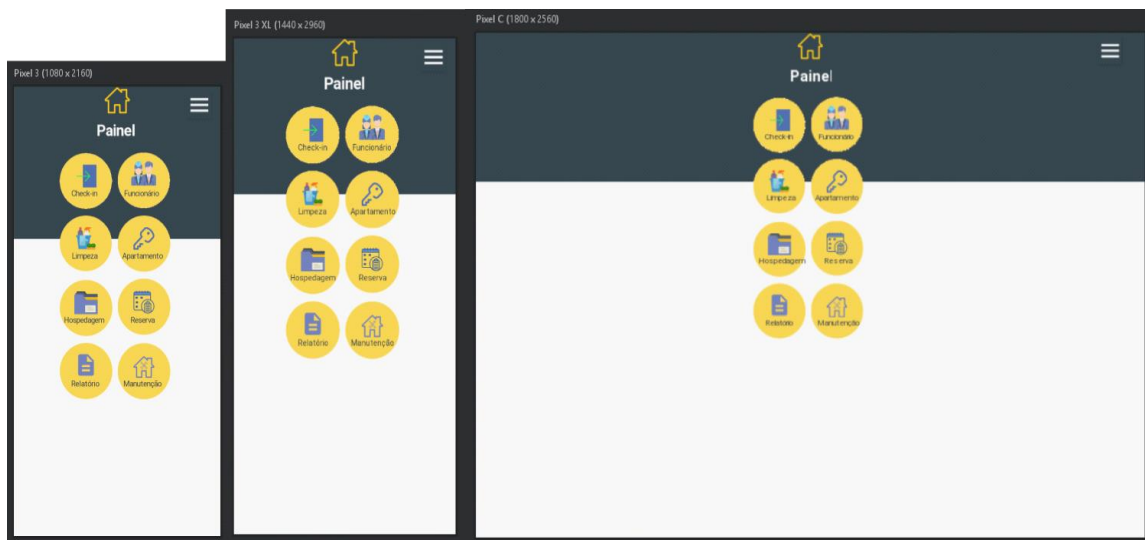 Pixel 3 (1080 x 2160)
Painel
Check-in Funcionário
Limpeza Apartamento
Hospedagem Reserva
Relatório Manutenção
Pixel 3 XL (1440 x 2960)
Painel
Check-in Funcionário
Limpeza Apartamento
Hospedagem Reserva
Relatório Manutenção
Pixel C (1800 x 2560)
Painel
Check-in Funcionário
Limpeza Apartamento
Hospedagem Reserva
Relatório Manutenção